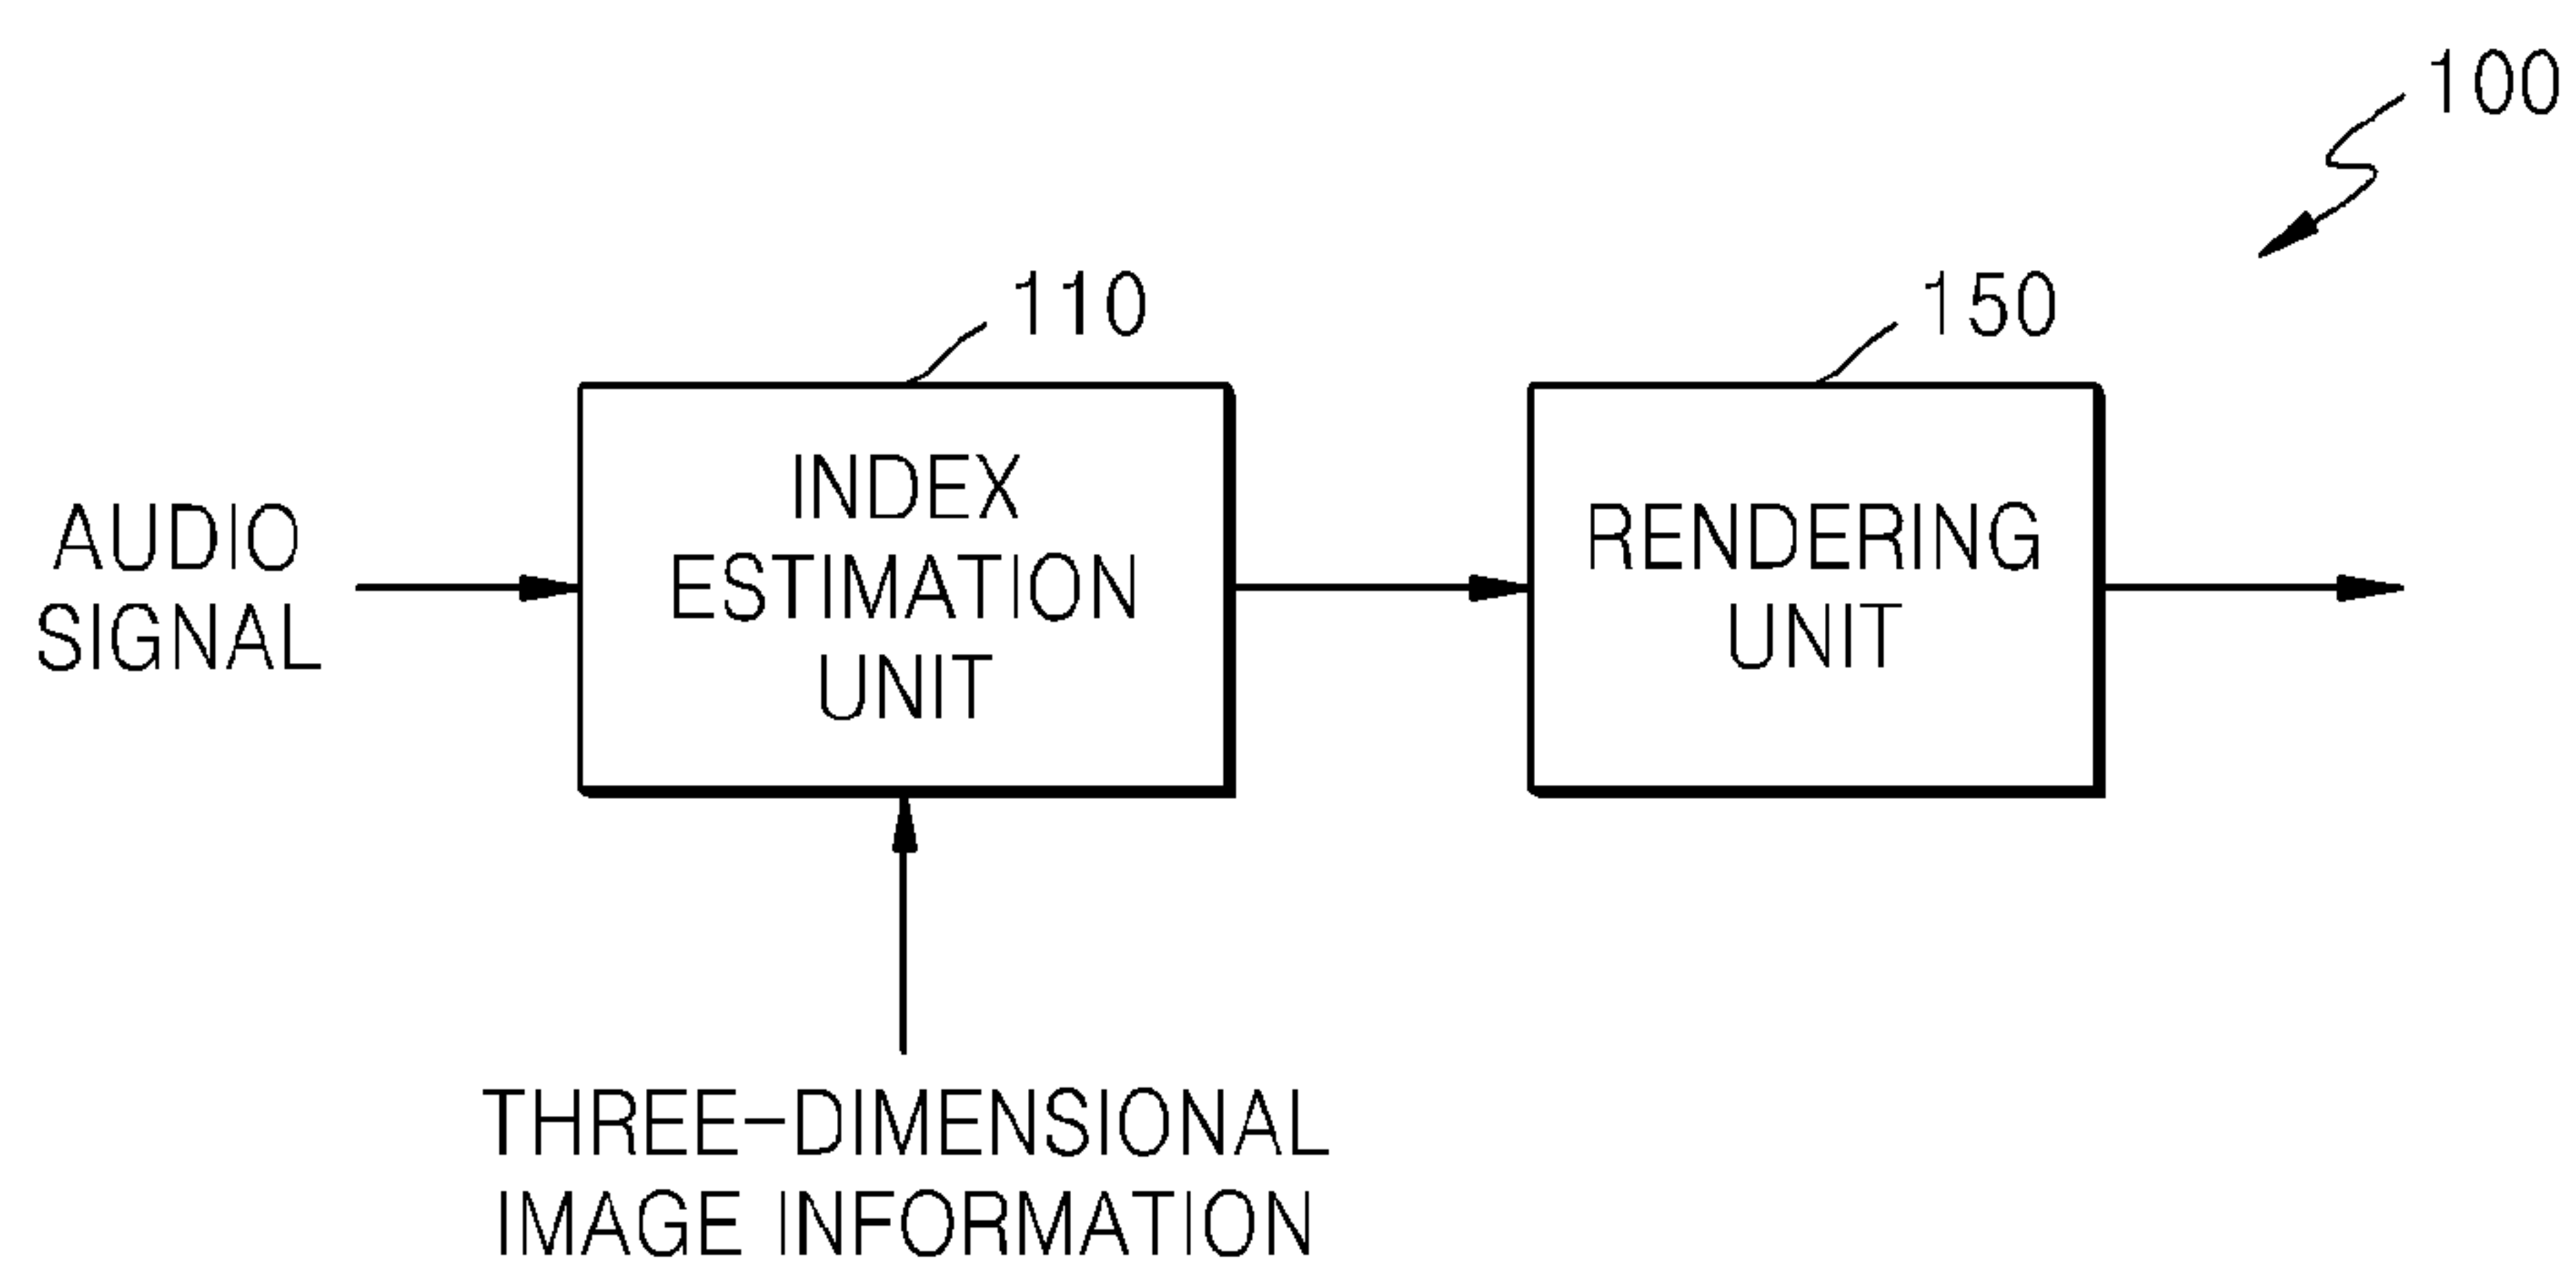 100
110
150
AUDIO
SIGNAL
INDEX
ESTIMATION
UNIT
RENDERING
UNIT
THREE-DIMENSIONAL
IMAGE INFORMATION